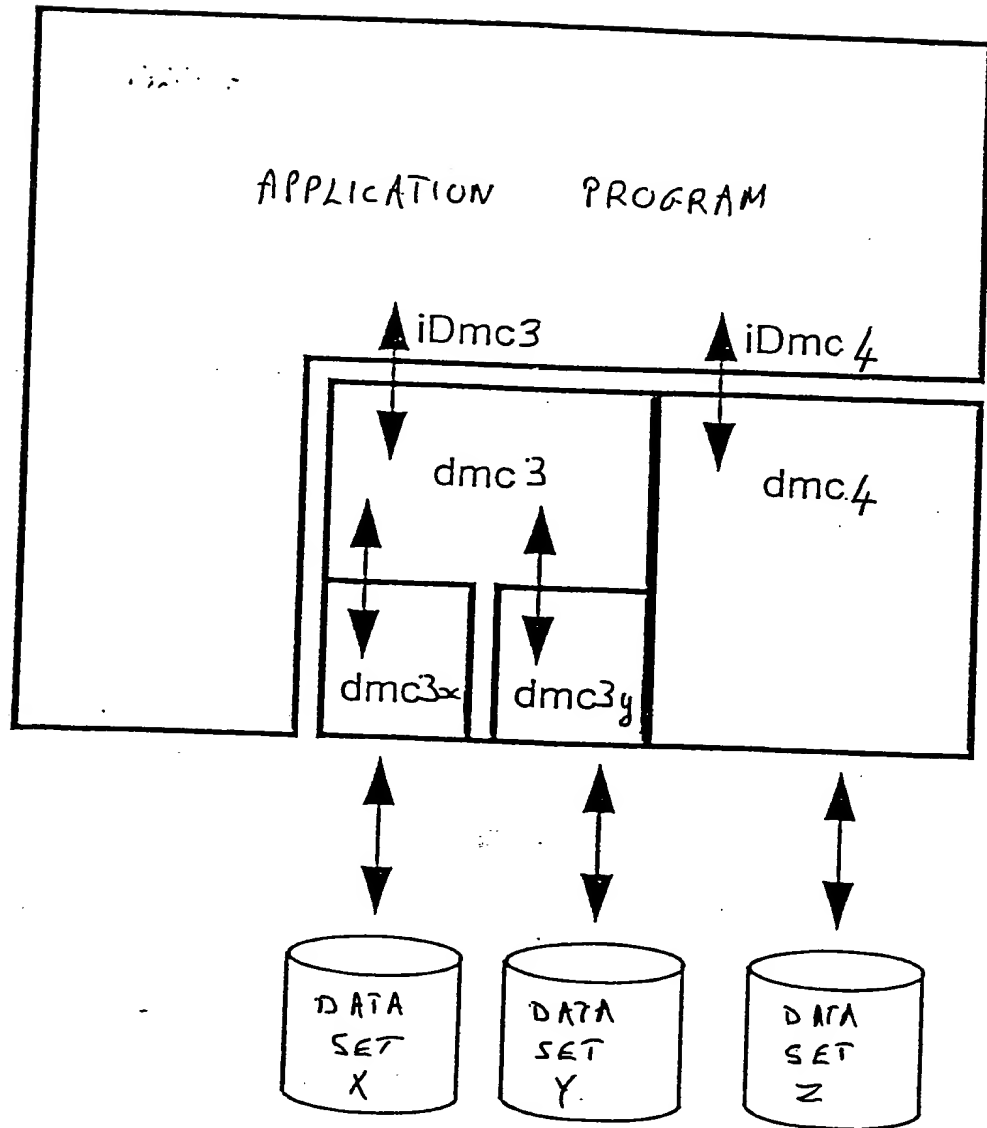 APPLICATION PROGRAM
iDmc3
iDmc4
dmc3
dmc4
dmc3x
dmc3y
DATA
SET
X
DATA
SET
Y
DATA
SET
Z